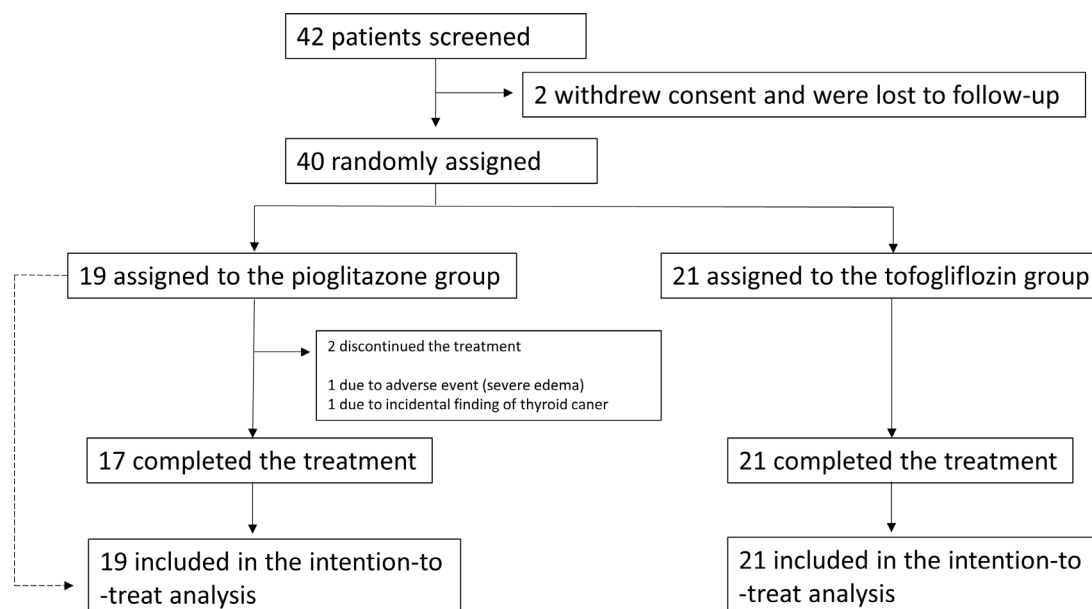 42 patients screened
2 withdrew consent and were lost to follow-up
40 randomly assigned
19 assigned to the pioglitazone group
21 assigned to the tofogliflozin group
2 discontinued the treatment
1 due to adverse event (severe edema)
1 due to incidental finding of thyroid caner
17 completed the treatment
21 completed the treatment
19 included in the intention-to
-treat analysis
21 included in the intention-to
-treat analysis